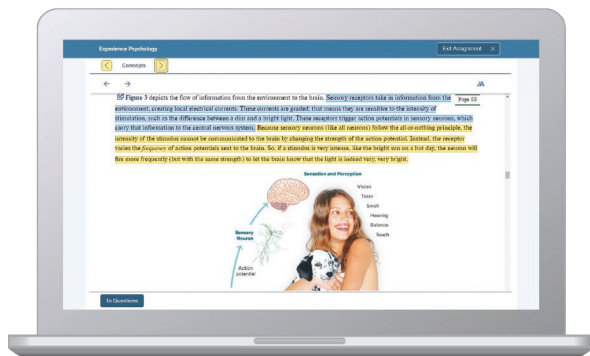 Experience Psychology
Exit Assignment X
Concepts
Figure 3 depicts the flow of information from the environment to the brain. Sensory receptors take in information from the
Page 88
environment, creating local electrical currents. These currents are graded; that means they are sensitive to the intensity of
stimulation, such as the difference between a dim and a bright light. These receptors trigger action potentials in sensory neurons, which
carry that information to the central nervous system. Because sensory neurons (like all neurons) follow the all-or-nothing principle, the
intensity of the stimulus cannot be communicated to the brain by changing the strength of the action potential. Instead, the receptor
varies the frequency of action potentials sent to the brain. So, if a stimulus is very intense, like the bright sun on a hot day, the neuron will
fire more frequently (but with the same strength) to let the brain know that the light is indeed very, very bright.
Sensation and Perception
Vision
Taste
Smell
Hearing
Balance
Touch
Sensory
Neuron
Action
potential
To Questions